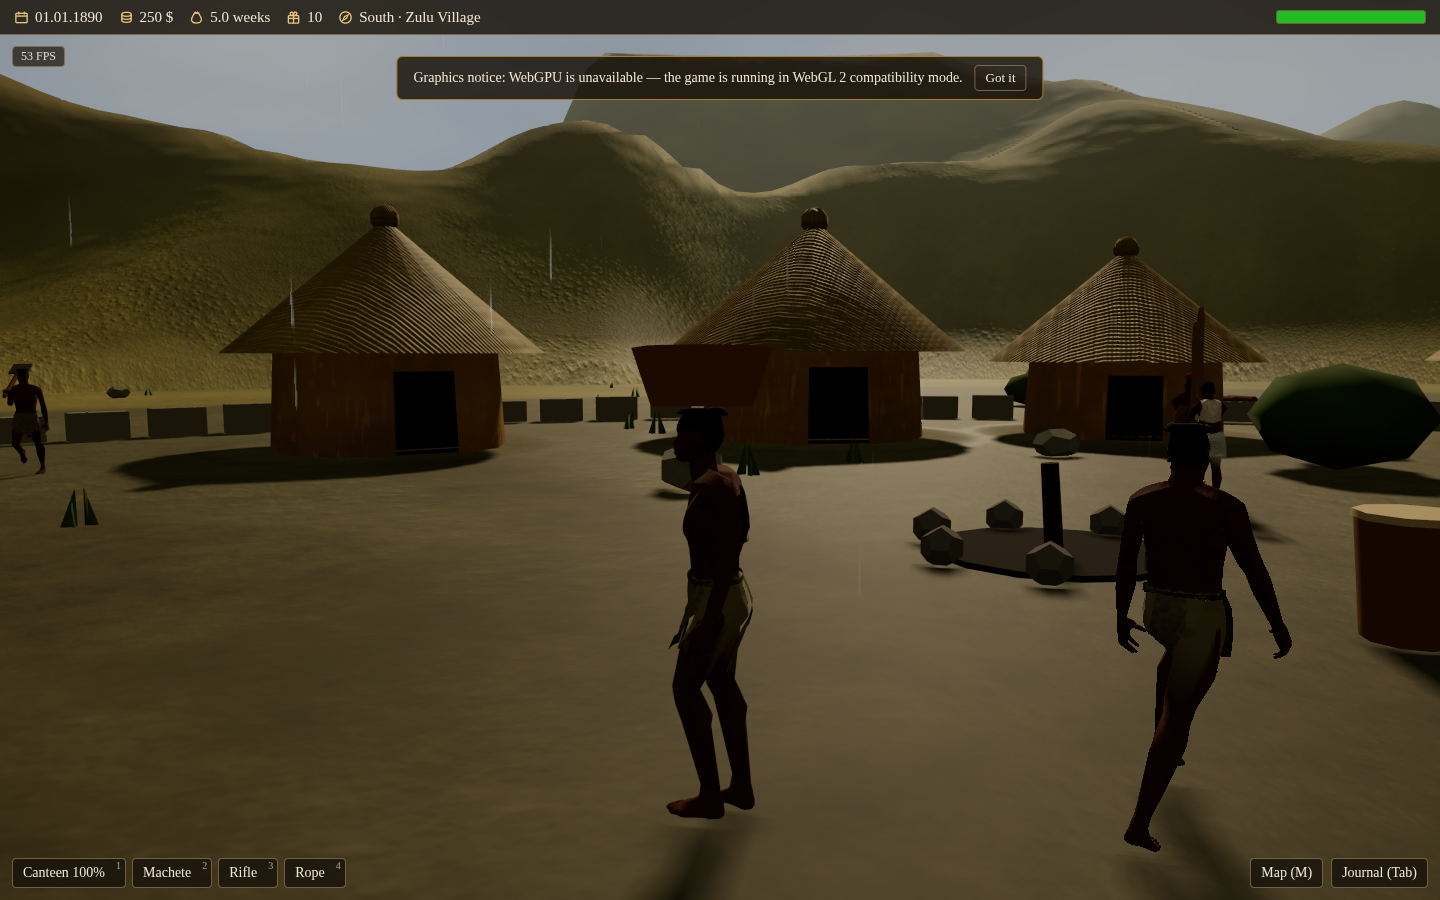 01.01.1890 250 $ 5.0 weeks 10 South · Zulu Village
53 FPS
Graphics notice: WebGPU is unavailable — the game is running in WebGL 2 compatibility mode. Got it
Canteen 100% 1 Machete 2 Rifle 3 Rope 4 Map (M) Journal (Tab)